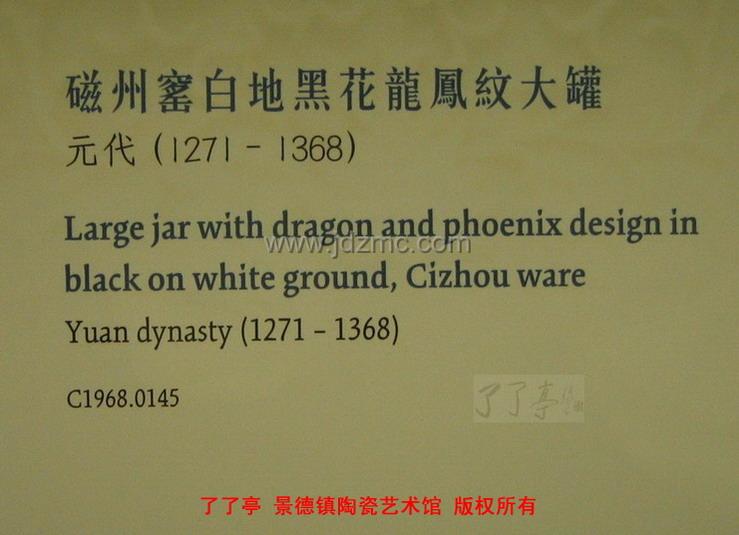 磁州窰白地黑花龍鳳紋大罐
元代 (1271 – 1368)
Large jar with dragon and phoenix design in
www.jdzmc.com
black on white ground, Cizhou ware
Yuan dynasty (1271 – 1368)
C1968.0145
了了亭
了了亭 景德镇陶瓷艺术馆 版权所有